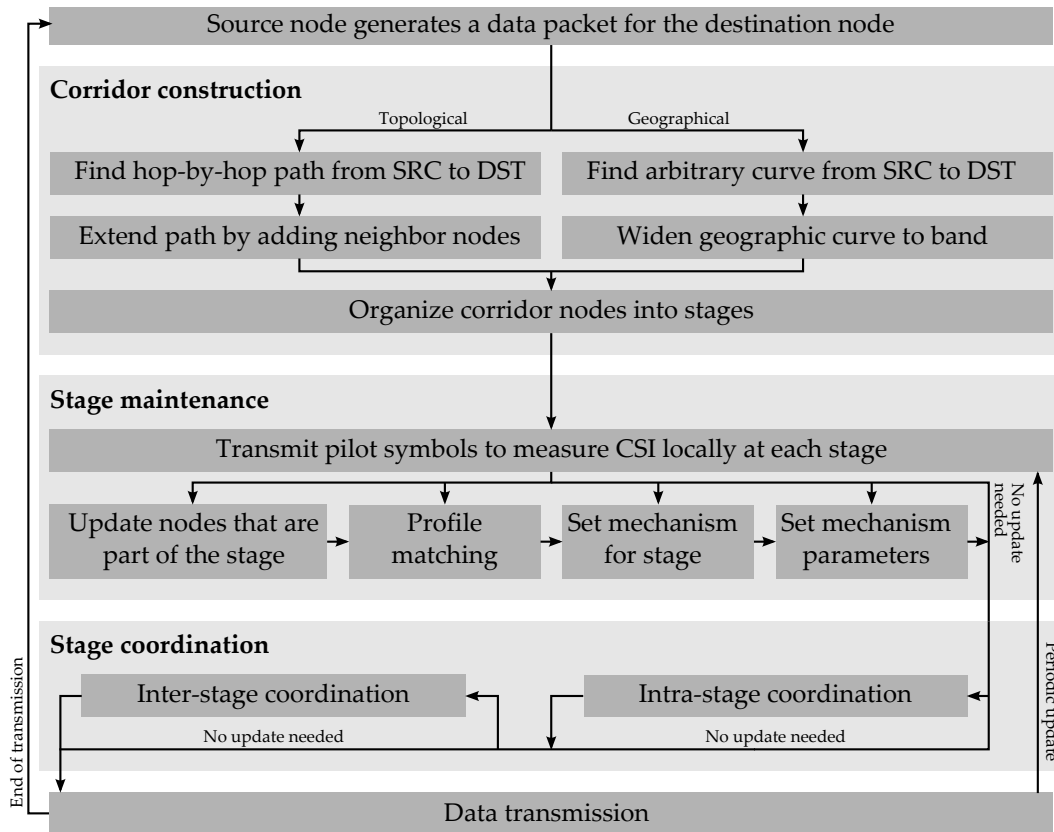 Source node generates a data packet for the destination node
Corridor construction
Topological
Geographical
Find hop-by-hop path from SRC to DST
Find arbitrary curve from SRC to DST
Extend path by adding neighbor nodes
Widen geographic curve to band
Organize corridor nodes into stages
Stage maintenance
Transmit pilot symbols to measure CSI locally at each stage
No update
needed
Update nodes that are
part of the stage
Profile
matching
Set mechanism
for stage
Set mechanism
parameters
Stage coordination
Inter-stage coordination
Intra-stage coordination
No update needed
No update needed
End of transmission
Periodic update
Data transmission